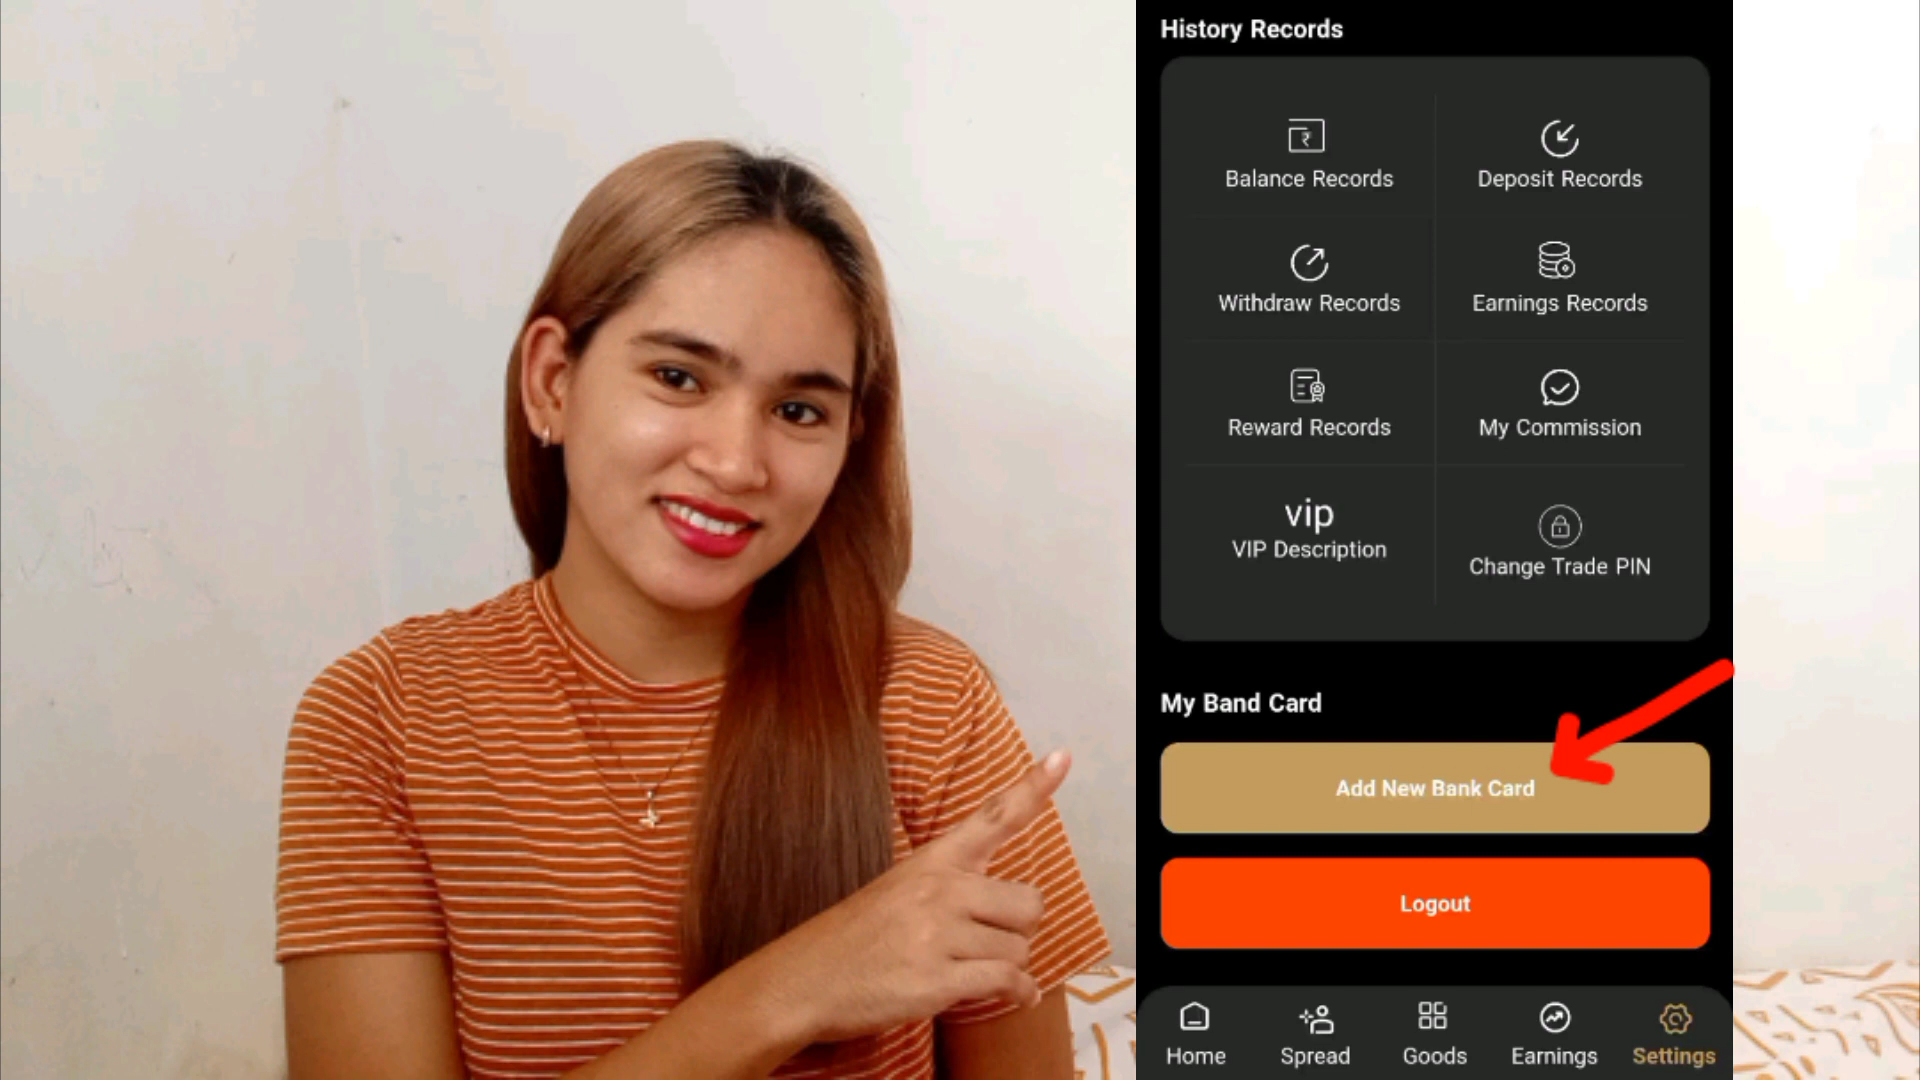 History Records
Balance Records
Deposit Records
Withdraw Records
Earnings Records
Reward Records
My Commission
vip
VIP Description
Change Trade PIN
My Band Card
Add New Bank Card
Logout
Home
Spread
Goods
Earnings
Settings